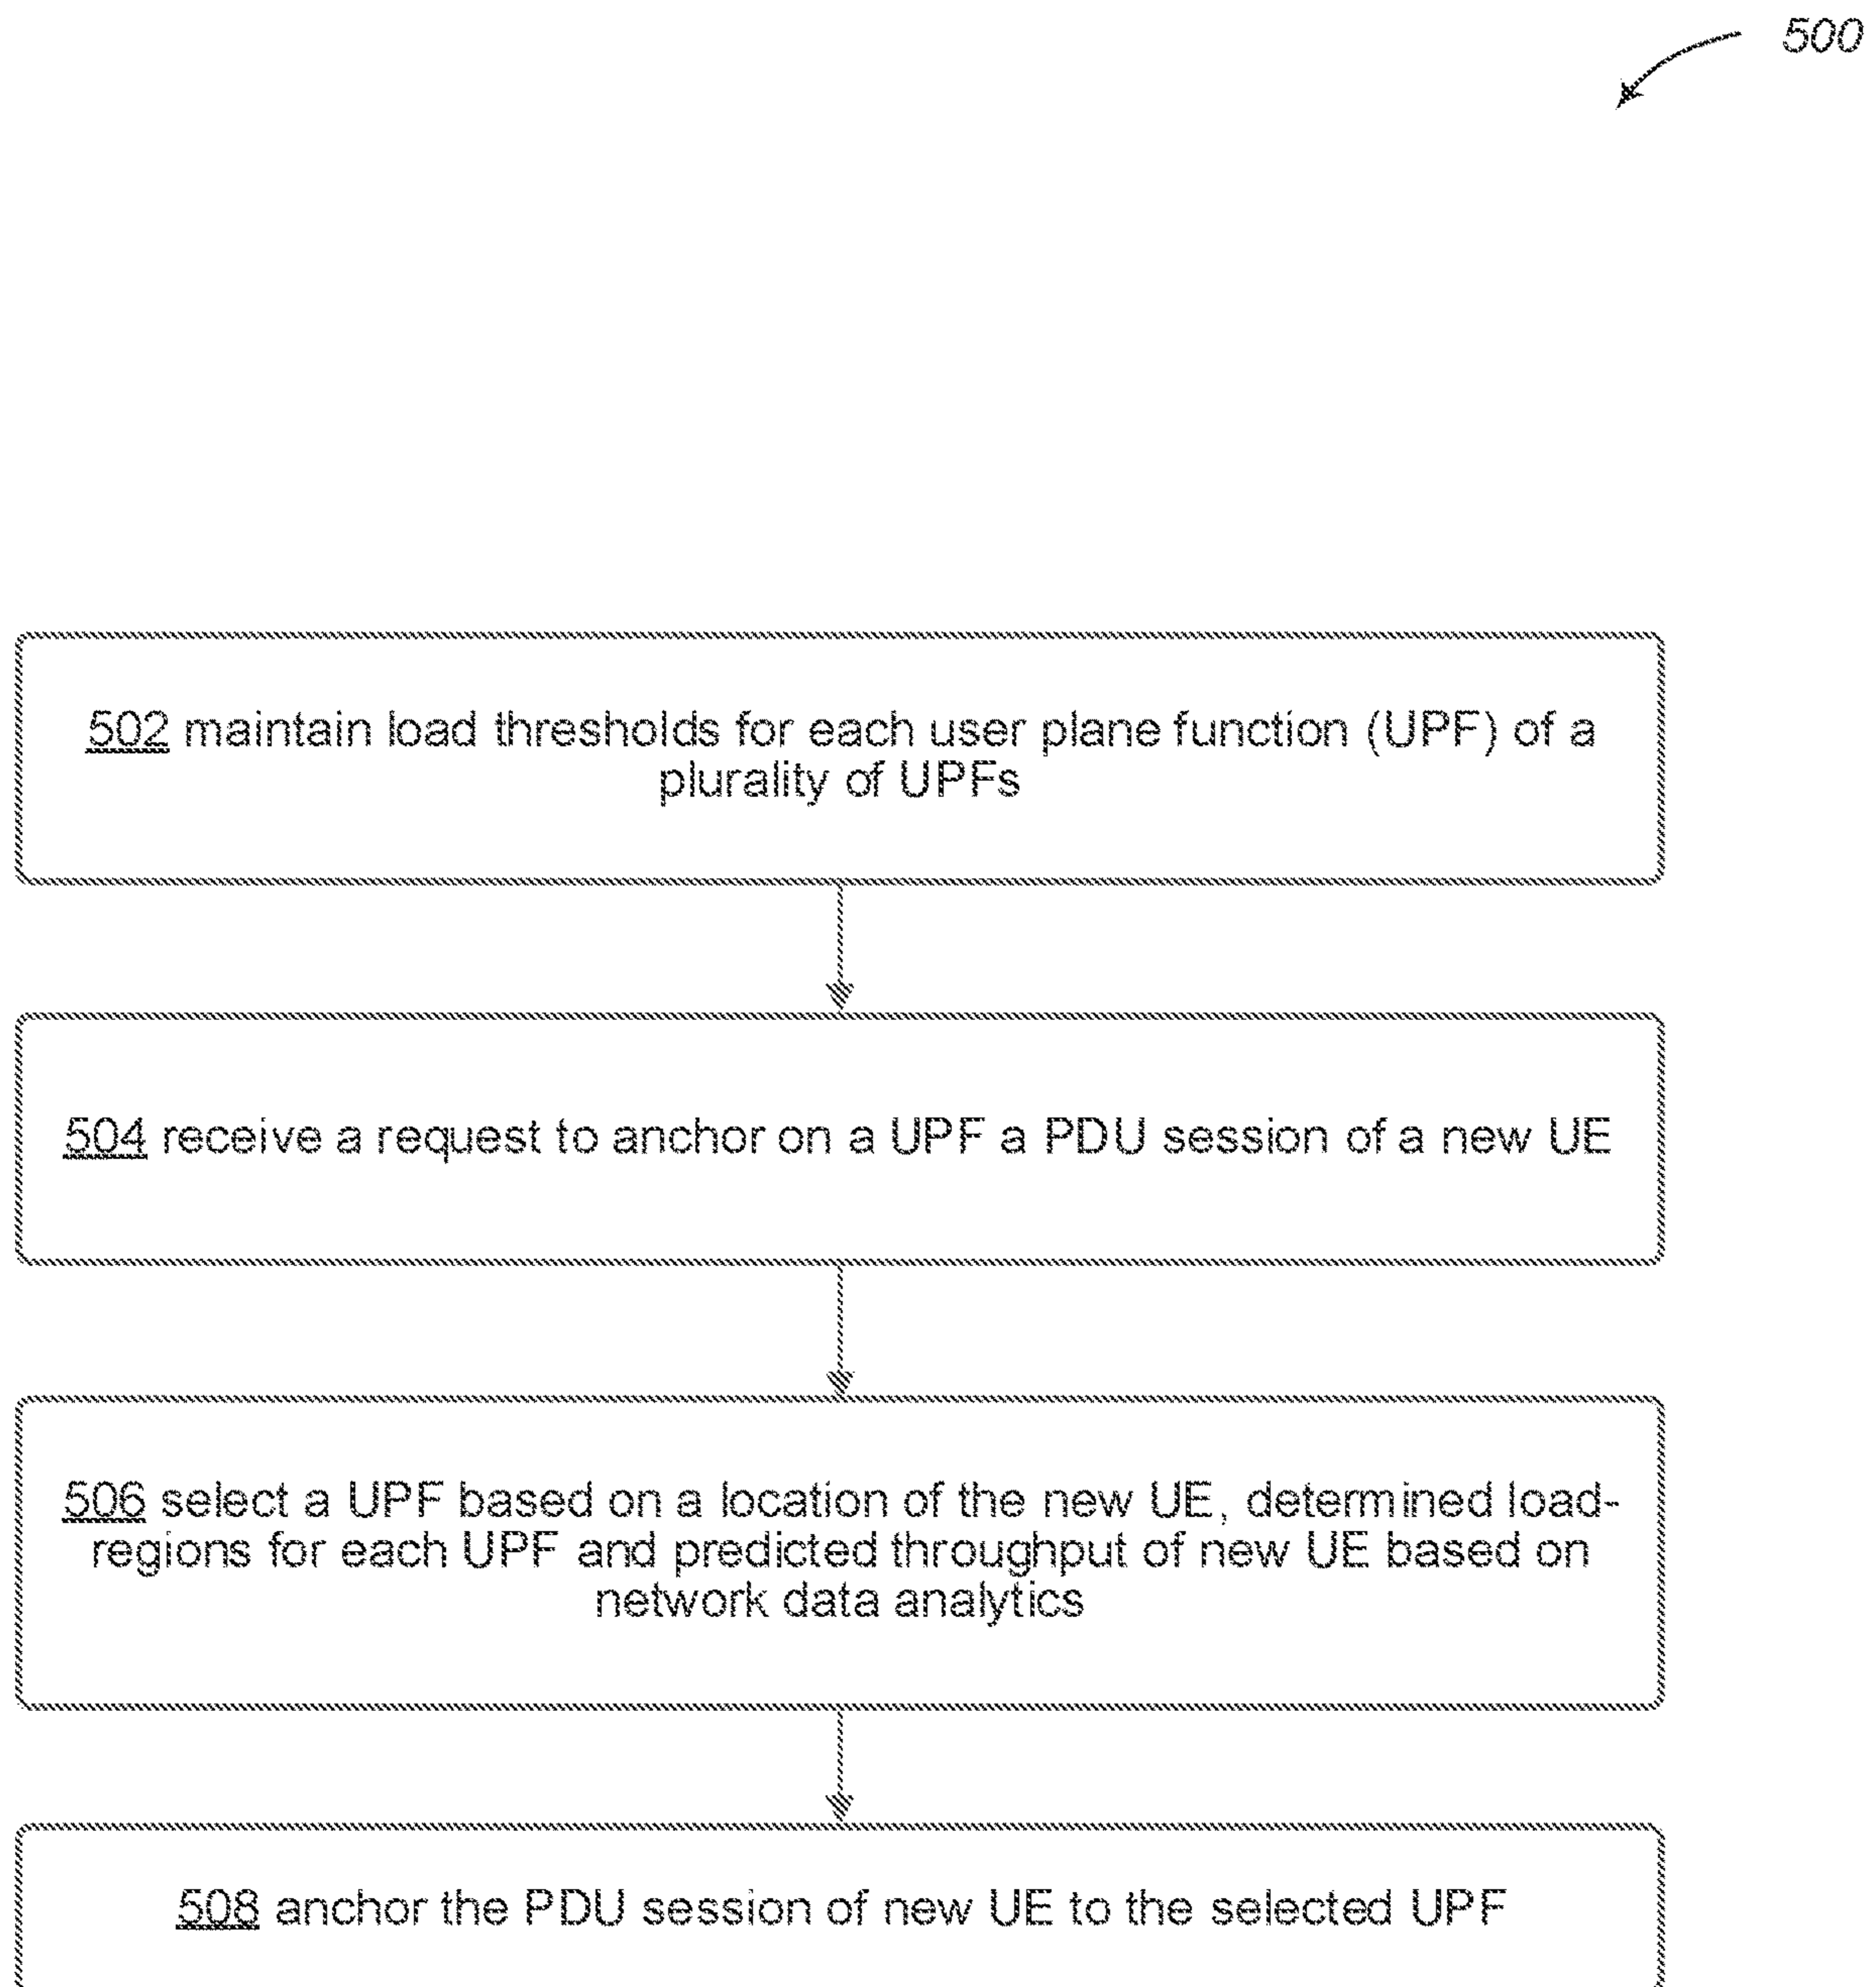 500
502 maintain load thresholds for each user plane function (UPF) of a
plurality of UPFs
504 receive a request to anchor on a UPF a PDU session of a new UE
506 select a UPF based on a location of the new UE, determined load-
regions for each UPF and predicted throughput of new UE based on
network data analytics
508 anchor the PDU session of new UE to the selected UPF